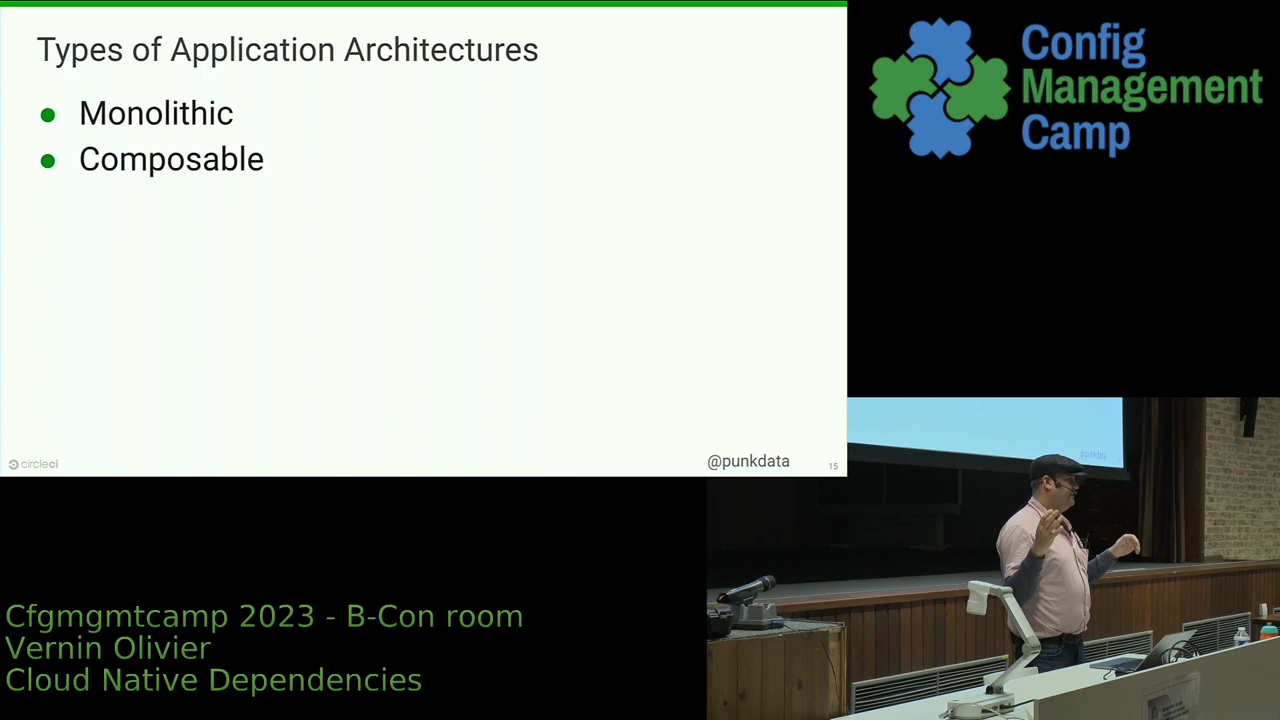 Types of Application Architectures
Monolithic
Composable
circleci
@punkdata
15
Config
Management
Camp
@punkdata
Cfgmgmtcamp 2023 - B-Con room
Vernin Olivier
Cloud Native Dependencies